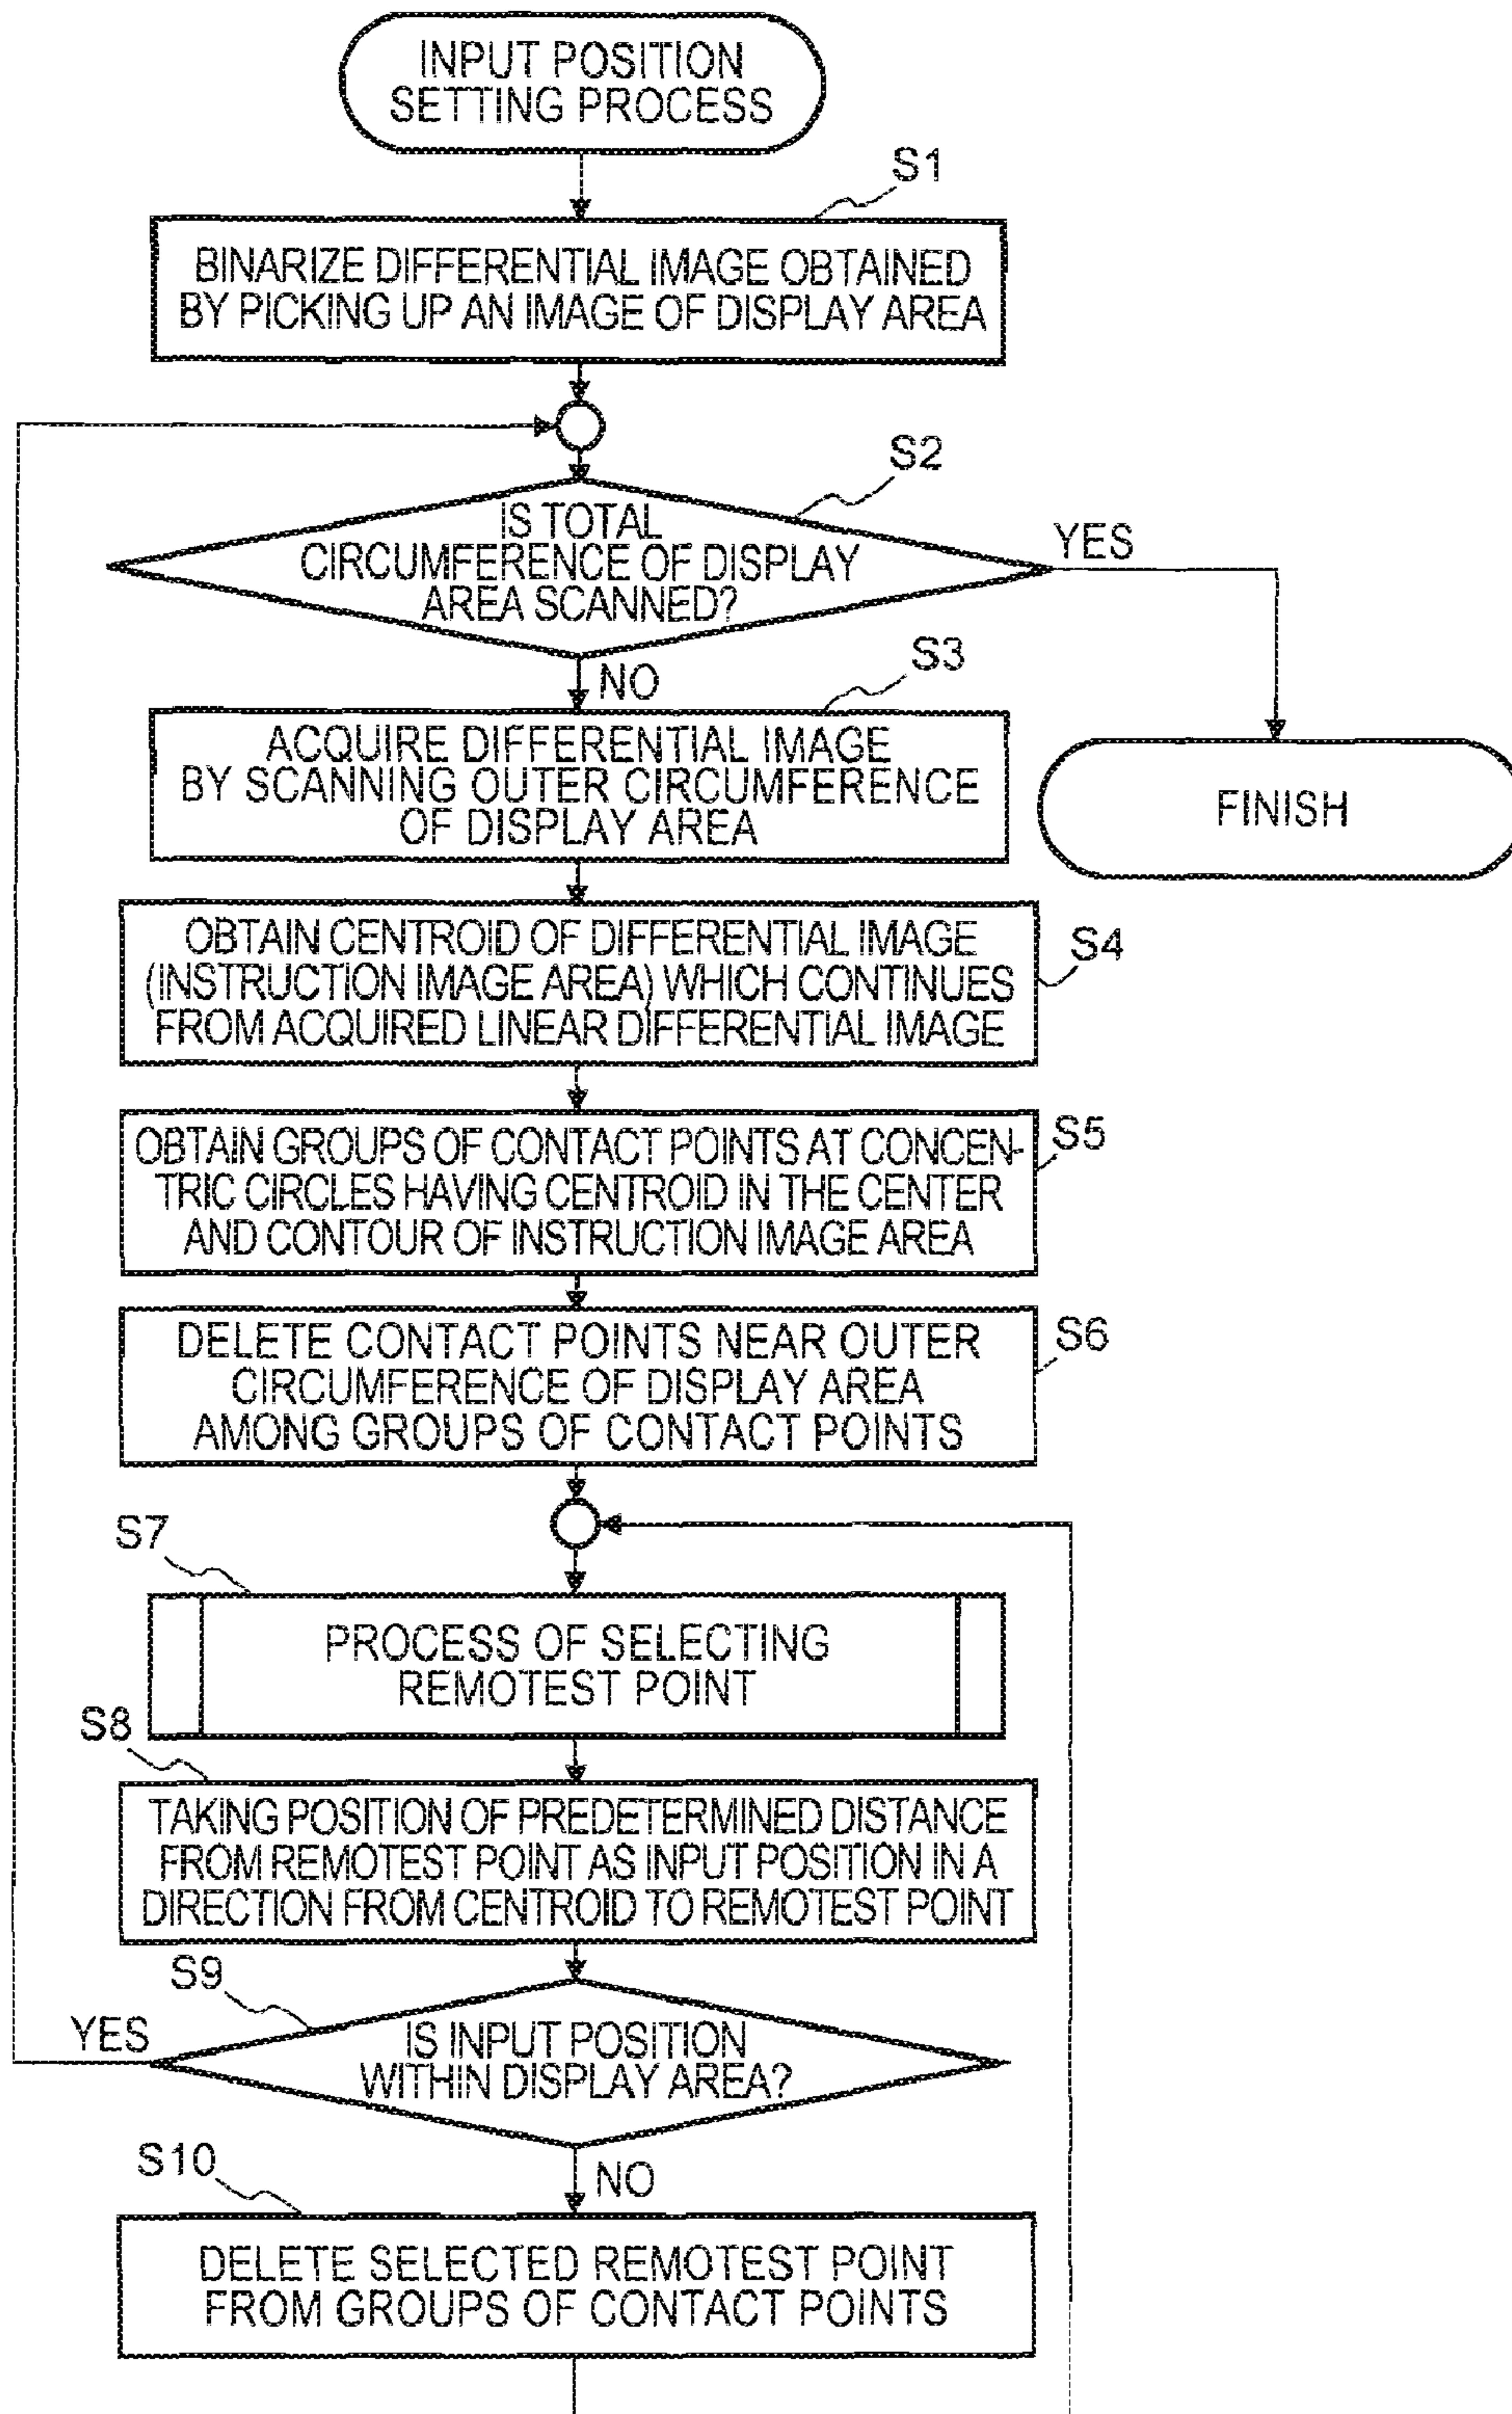 INPUT POSITION
SETTING PROCESS
S1
BINARIZE DIFFERENTIAL IMAGE OBTAINED
BY PICKING UP AN IMAGE OF DISPLAY AREA
S2
IS TOTAL
CIRCUMFERENCE OF DISPLAY
AREA SCANNED?
YES
NO
S3
ACQUIRE DIFFERENTIAL IMAGE
BY SCANNING OUTER CIRCUMFERENCE
OF DISPLAY AREA
FINISH
OBTAIN CENTROID OF DIFFERENTIAL IMAGE
(INSTRUCTION IMAGE AREA) WHICH CONTINUES
FROM ACQUIRED LINEAR DIFFERENTIAL IMAGE
S4
OBTAIN GROUPS OF CONTACT POINTS AT CONCEN-
TRIC CIRCLES HAVING CENTROID IN THE CENTER
AND CONTOUR OF INSTRUCTION IMAGE AREA
S5
DELETE CONTACT POINTS NEAR OUTER
CIRCUMFERENCE OF DISPLAY AREA
AMONG GROUPS OF CONTACT POINTS
S6
S7
PROCESS OF SELECTING
REMOTEST POINT
S8
TAKING POSITION OF PREDETERMINED DISTANCE
FROM REMOTEST POINT AS INPUT POSITION IN A
DIRECTION FROM CENTROID TO REMOTEST POINT
S9
YES
IS INPUT POSITION
WITHIN DISPLAY AREA?
S10
NO
DELETE SELECTED REMOTEST POINT
FROM GROUPS OF CONTACT POINTS